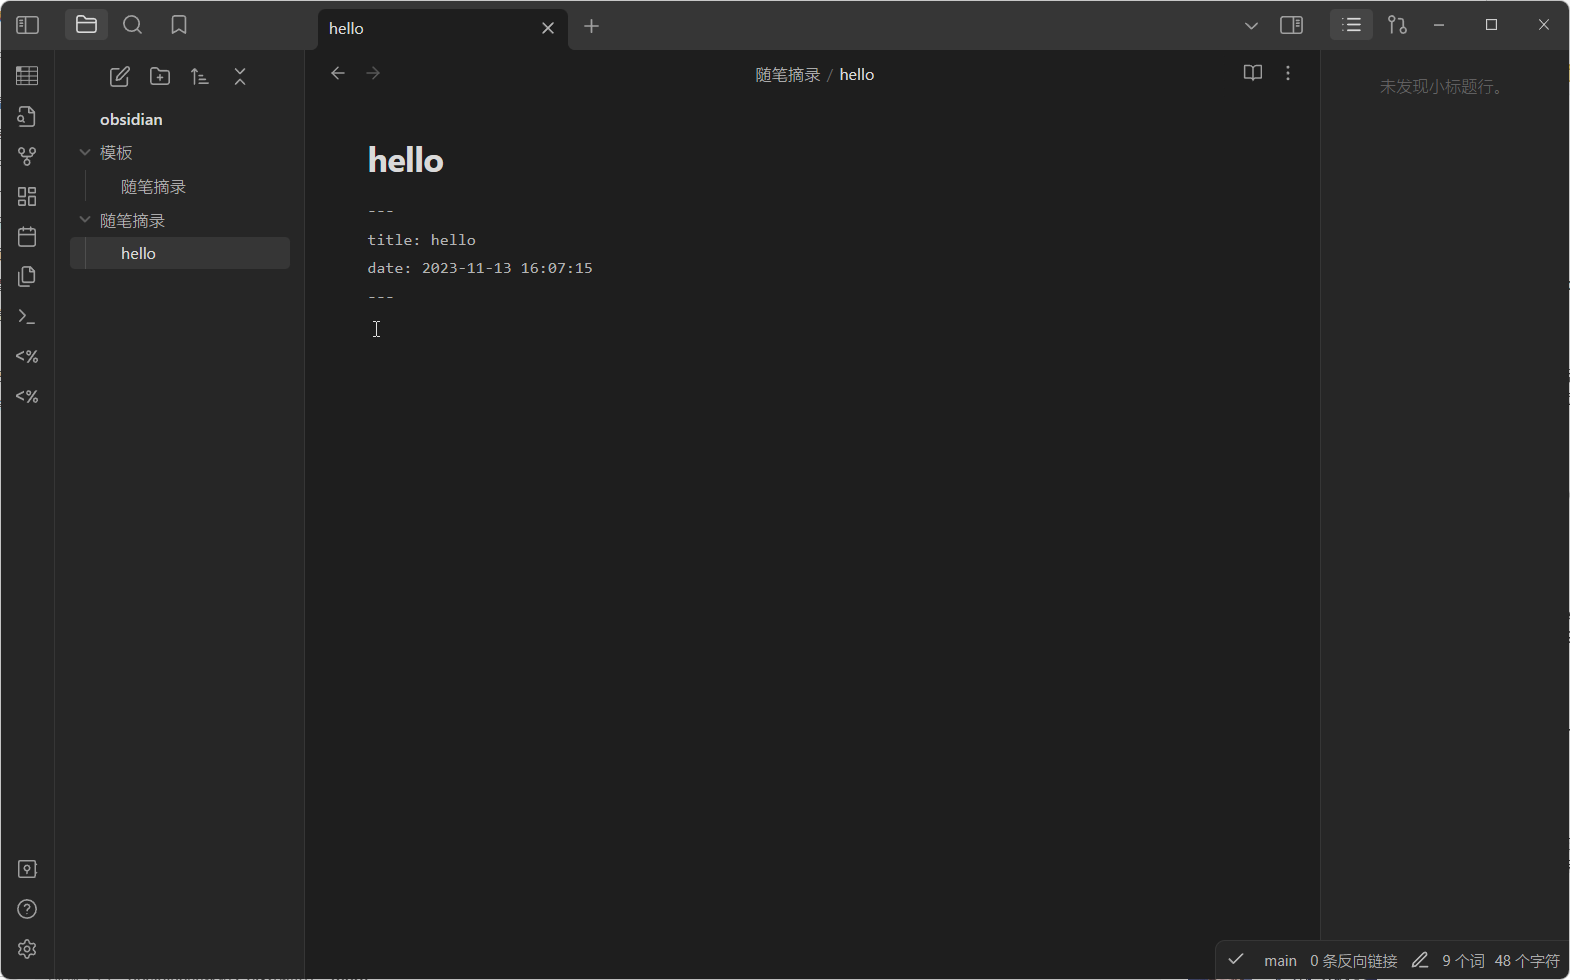 hello
obsidian
模板
随笔摘录
随笔摘录
hello
<%
<%
随笔摘录 / hello
hello
---
title: hello
date: 2023-11-13 16:07:15
---
未发现小标题行。
main 0 条反向链接 9 个词 48 个字符